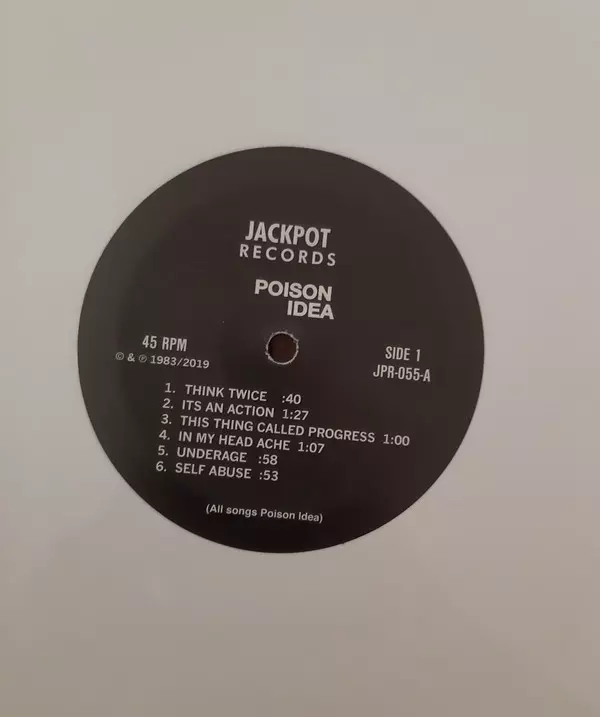 JACKPOT
RECORDS
POISON
IDEA
45 RPM
© & ℗ 1983/2019
SIDE 1
JPR-055-A
1. THINK TWICE :40
2. ITS AN ACTION 1:27
3. THIS THING CALLED PROGRESS 1:00
4. IN MY HEAD ACHE 1:07
5. UNDERAGE :58
6. SELF ABUSE :53
(All songs Poison Idea)